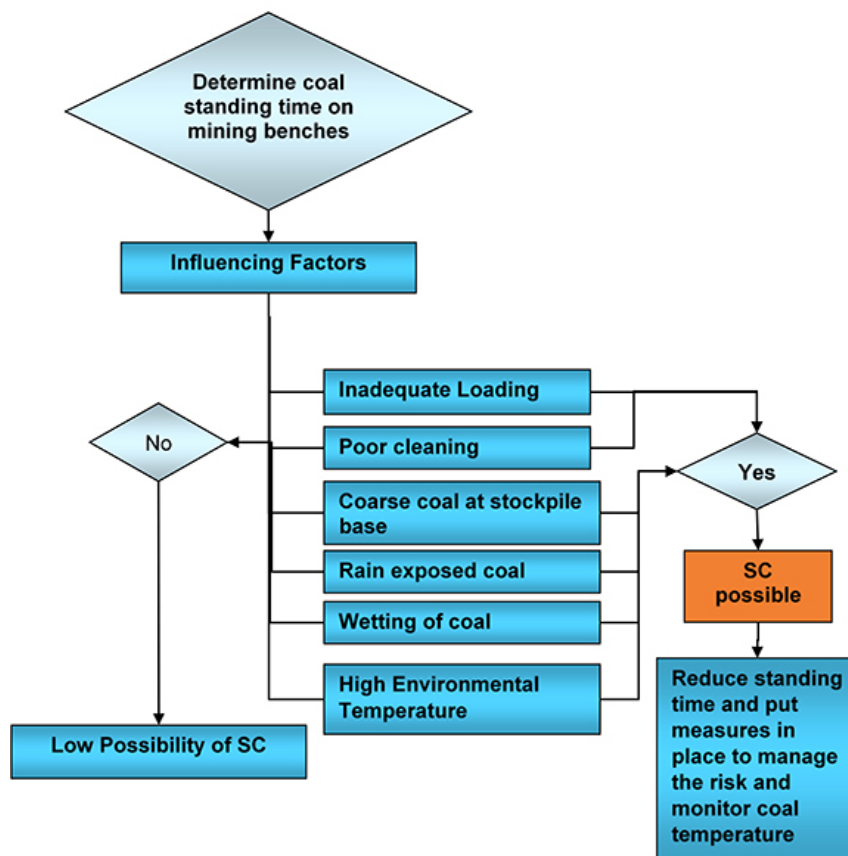 Determine coal
standing time on
mining benches
Influencing Factors
Inadequate Loading
No
Poor cleaning
Yes
Coarse coal at stockpile
base
Rain exposed coal
SC
possible
Wetting of coal
High Environmental
Temperature
Reduce standing
time and put
measures in
place to manage
the risk and
monitor coal
temperature
Low Possibility of SC